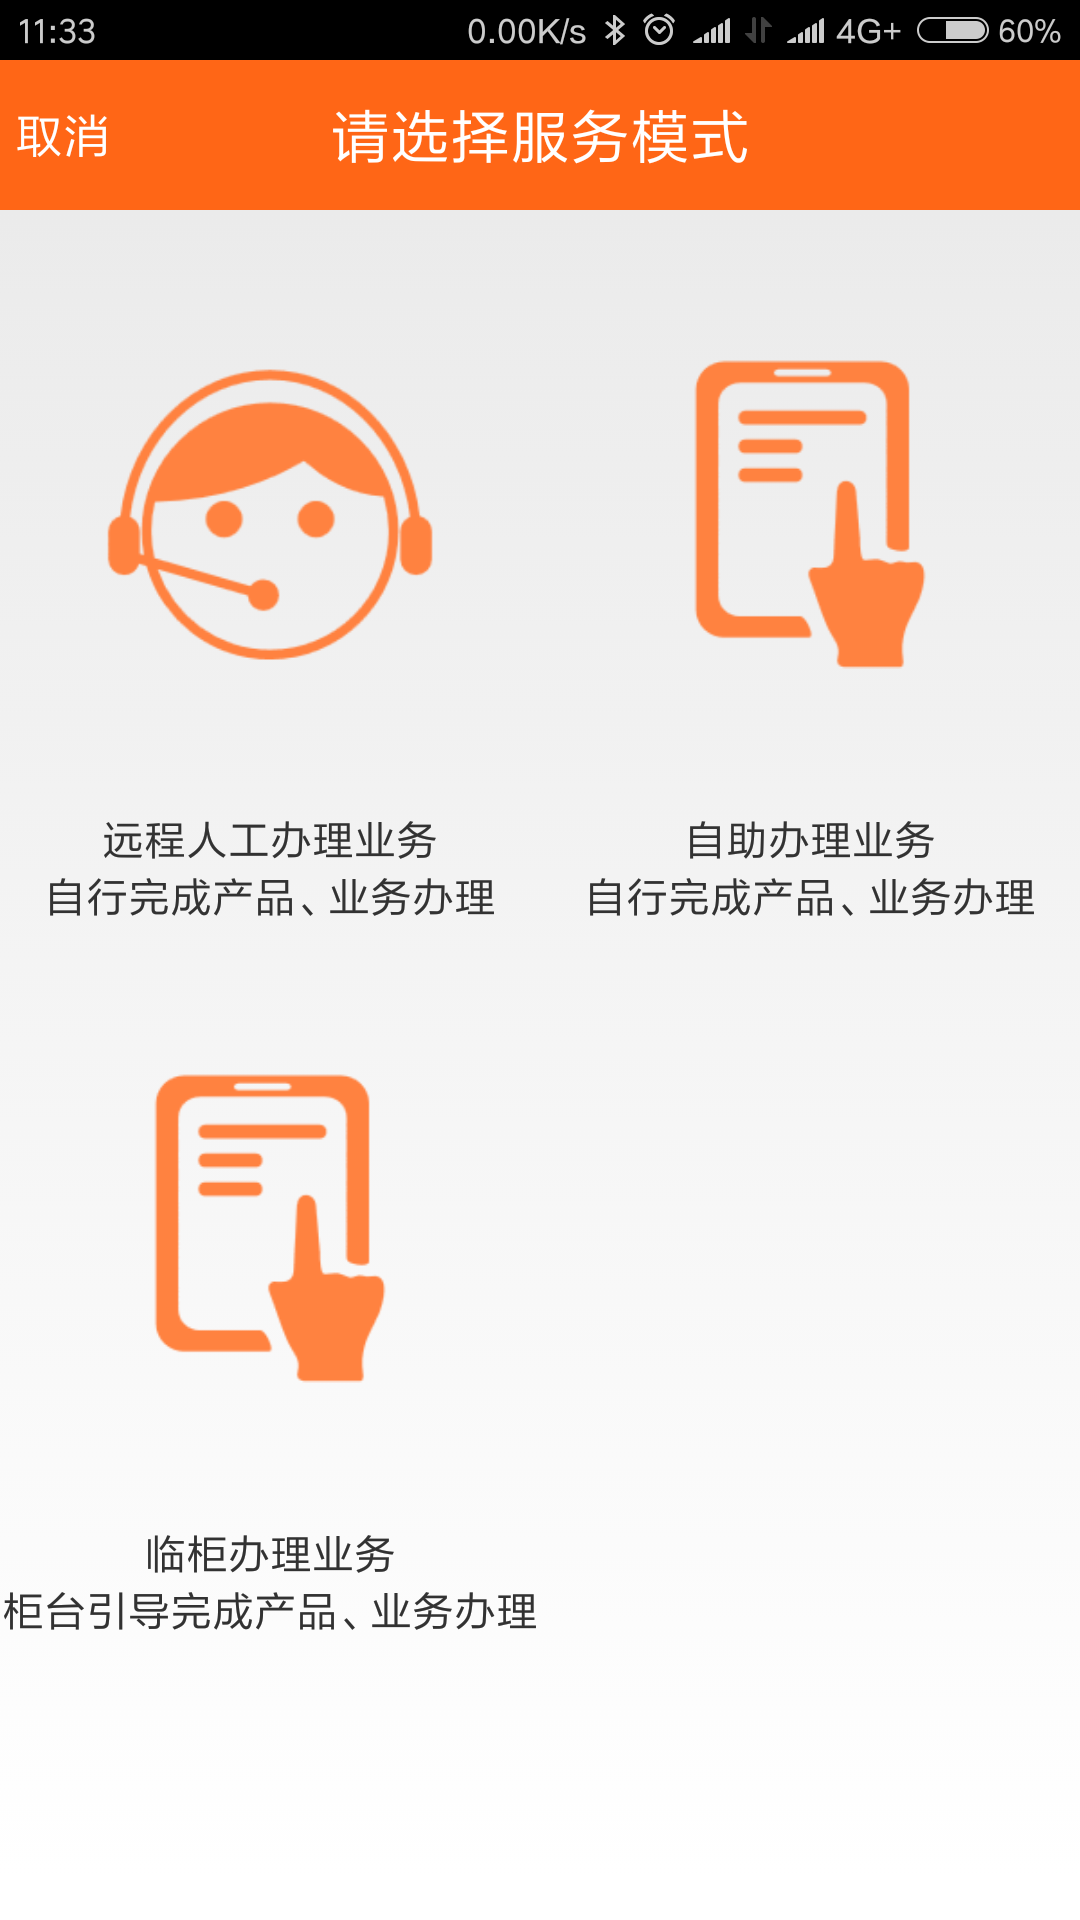 11:33 0.00K/s 4G+ 60%
取消 请选择服务模式
远程人工办理业务
自行完成产品、业务办理
自助办理业务
自行完成产品、业务办理
临柜办理业务
柜台引导完成产品、业务办理